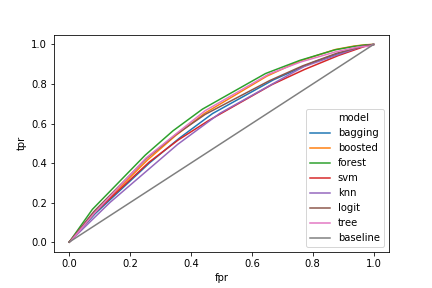 1.0
0.8
0.6
0.4
0.2
0.0
tpr
0.0 0.2 0.4 0.6 0.8 1.0
fpr
model
bagging
boosted
forest
svm
knn
logit
tree
baseline